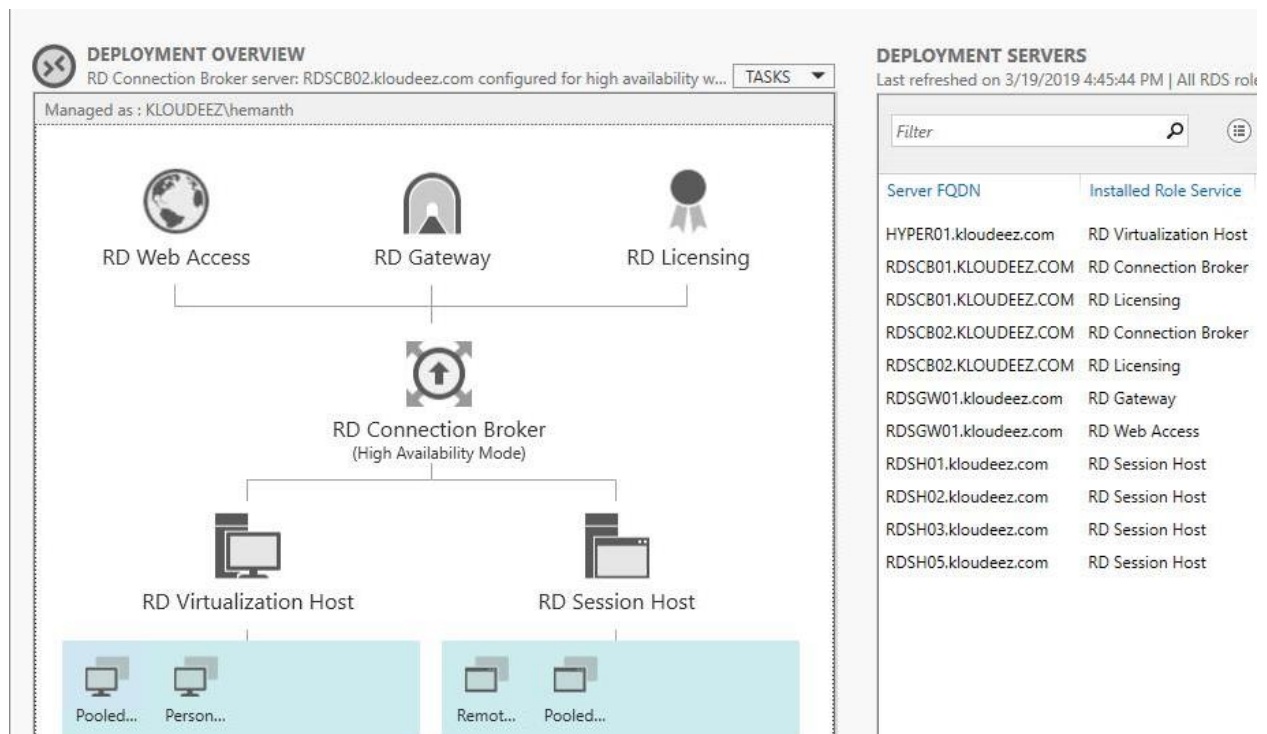 DEPLOYMENT OVERVIEW
RD Connection Broker server: RDSCB02.kloudeez.com configured for high availability w...
TASKS
Managed as : KLOUDEEZ\hemanth
RD Web Access
RD Gateway
RD Licensing
RD Connection Broker
(High Availability Mode)
RD Virtualization Host
RD Session Host
Pooled...
Person...
Remot...
Pooled...
DEPLOYMENT SERVERS
Last refreshed on 3/19/2019 4:45:44 PM | All RDS role
Filter
Server FQDN Installed Role Service
HYPER01.kloudeez.com RD Virtualization Host
RDSCB01.KLOUDEEZ.COM RD Connection Broker
RDSCB01.KLOUDEEZ.COM RD Licensing
RDSCB02.KLOUDEEZ.COM RD Connection Broker
RDSCB02.KLOUDEEZ.COM RD Licensing
RDSGW01.kloudeez.com RD Gateway
RDSGW01.kloudeez.com RD Web Access
RDSH01.kloudeez.com RD Session Host
RDSH02.kloudeez.com RD Session Host
RDSH03.kloudeez.com RD Session Host
RDSH05.kloudeez.com RD Session Host